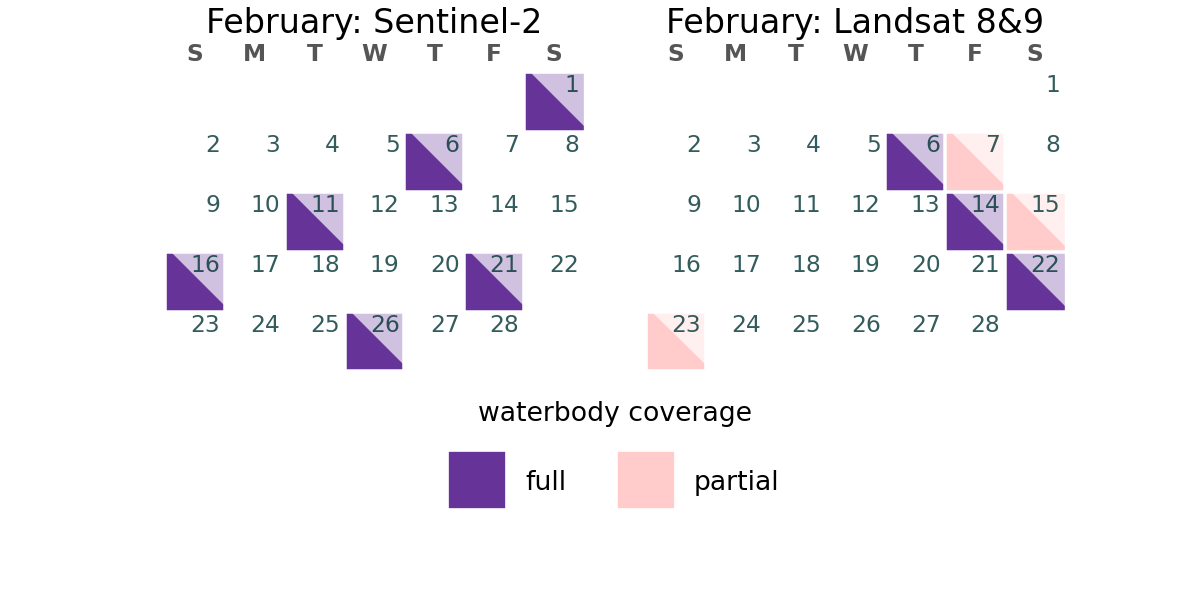 February: Sentinel-2
S M T W T F S
1
2 3 4 5 6 7 8
9 10 11 12 13 14 15
16 17 18 19 20 21 22
23 24 25 26 27 28
February: Landsat 8&9
S M T W T F S
1
2 3 4 5 6 7 8
9 10 11 12 13 14 15
16 17 18 19 20 21 22
23 24 25 26 27 28
waterbody coverage
full partial